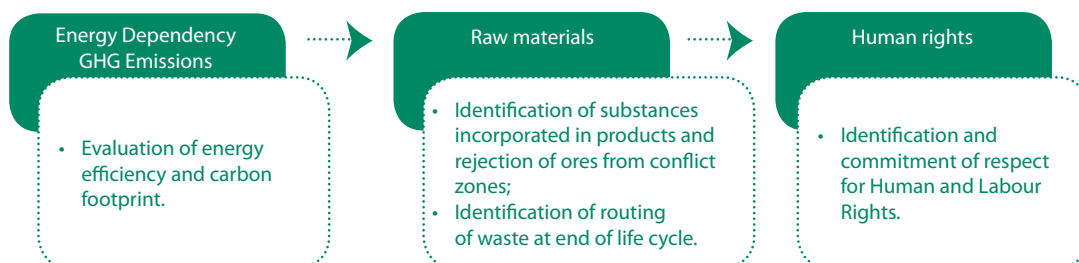 Energy Dependency
GHG Emissions
• Evaluation of energy
efficiency and carbon
footprint.
Raw materials
• Identification of substances
incorporated in products and
rejection of ores from conflict
zones;
• Identification of routing
of waste at end of life cycle.
Human rights
• Identification and
commitment of respect
for Human and Labour
Rights.